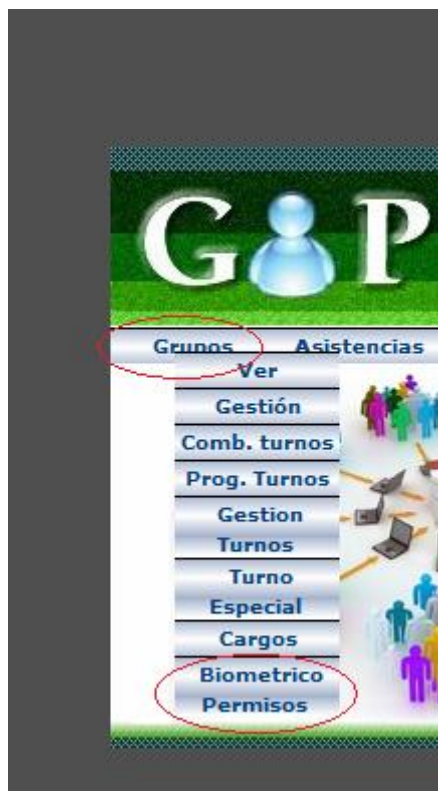 G P
Grupos Asistencias
Ver
Gestión
Comb. turnos
Prog. Turnos
Gestion
Turnos
Turno
Especial
Cargos
Biometrico
Permisos